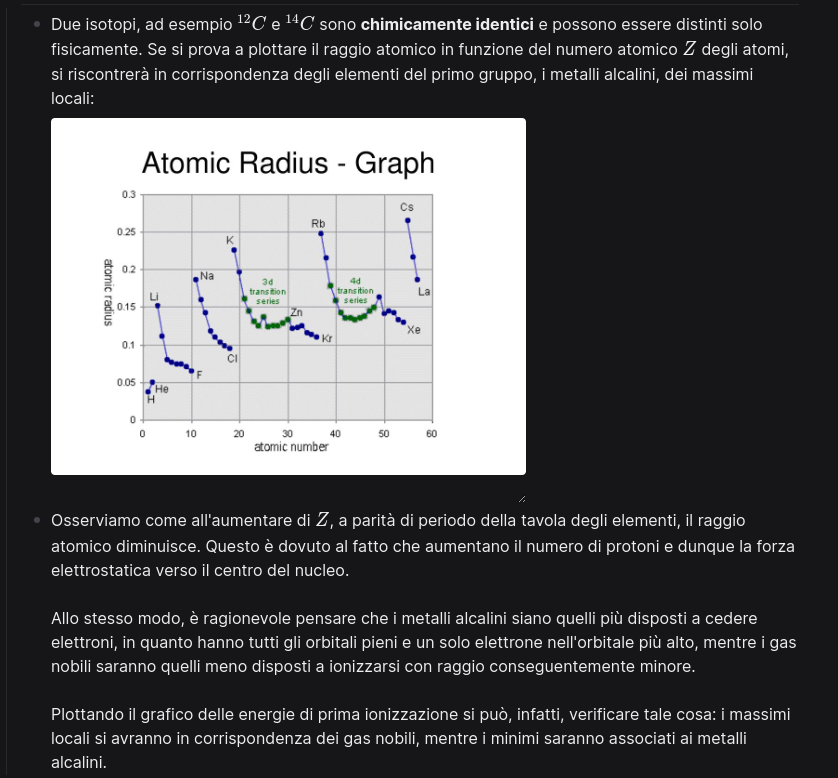 Due isotopi, ad esempio ¹²C e ¹⁴C sono chimicamente identici e possono essere distinti solo
fisicamente. Se si prova a plottare il raggio atomico in funzione del numero atomico Z degli atomi,
si riscontrerà in corrispondenza degli elementi del primo gruppo, i metalli alcalini, dei massimi
locali:
Atomic Radius - Graph
0.3
0.25
0.2
0.15
0.1
0.05
0
atomic radius
H
He
Li
F
Na
Cl
K
3d
transition
series
Zn
Kr
Rb
4d
transition
series
Xe
Cs
La
0 10 20 30 40 50 60
atomic number
Osserviamo come all'aumentare di Z, a parità di periodo della tavola degli elementi, il raggio
atomico diminuisce. Questo è dovuto al fatto che aumentano il numero di protoni e dunque la forza
elettrostatica verso il centro del nucleo.
Allo stesso modo, è ragionevole pensare che i metalli alcalini siano quelli più disposti a cedere
elettroni, in quanto hanno tutti gli orbitali pieni e un solo elettrone nell'orbitale più alto, mentre i gas
nobili saranno quelli meno disposti a ionizzarsi con raggio conseguentemente minore.
Plottando il grafico delle energie di prima ionizzazione si può, infatti, verificare tale cosa: i massimi
locali si avranno in corrispondenza dei gas nobili, mentre i minimi saranno associati ai metalli
alcalini.